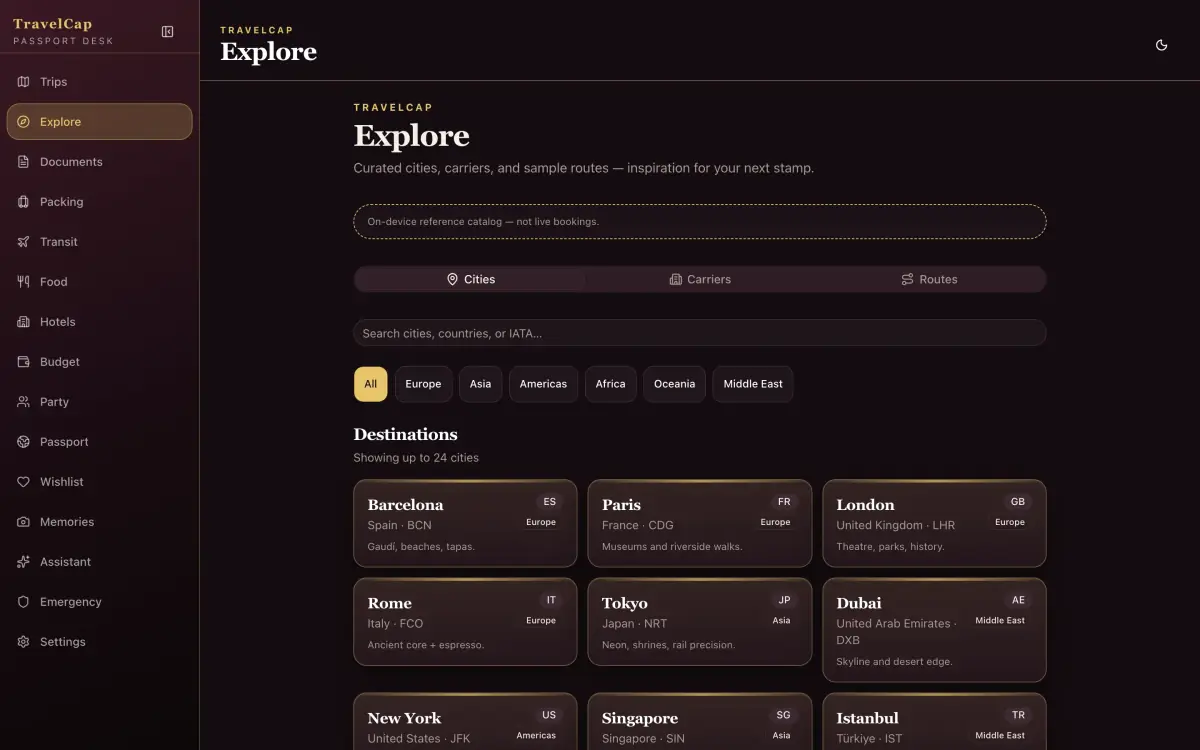 TravelCap
PASSPORT DESK
Trips
Explore
Documents
Packing
Transit
Food
Hotels
Budget
Party
Passport
Wishlist
Memories
Assistant
Emergency
Settings
TRAVELCAP
Explore
TRAVELCAP
Explore
Curated cities, carriers, and sample routes — inspiration for your next stamp.
On-device reference catalog — not live bookings.
Cities
Carriers
Routes
Search cities, countries, or IATA...
All
Europe
Asia
Americas
Africa
Oceania
Middle East
Destinations
Showing up to 24 cities
Barcelona
ES
Spain · BCN
Europe
Gaudí, beaches, tapas.
Paris
FR
France · CDG
Europe
Museums and riverside walks.
London
GB
United Kingdom · LHR
Europe
Theatre, parks, history.
Rome
IT
Italy · FCO
Europe
Ancient core + espresso.
Tokyo
JP
Japan · NRT
Asia
Neon, shrines, rail precision.
Dubai
AE
United Arab Emirates ·
DXB
Middle East
Skyline and desert edge.
New York
US
United States · JFK
Americas
Singapore
SG
Singapore · SIN
Asia
Istanbul
TR
Türkiye · IST
Middle East